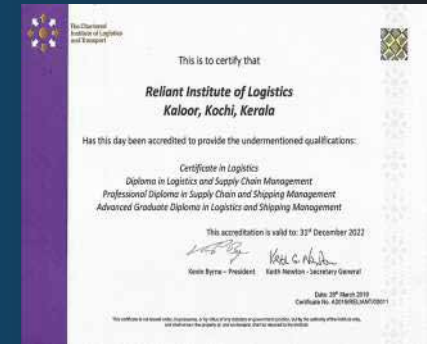 The Chartered
Institute of Logistics
and Transport
This is to certify that
Reliant Institute of Logistics
Kaloor, Kochi, Kerala
Has this day been accredited to provide the undermentioned qualifications:
Certificate in Logistics
Diploma in Logistics and Supply Chain Management
Professional Diploma in Supply Chain and Shipping Management
Advanced Graduate Diploma in Logistics and Shipping Management
This accreditation is valid to: 31st December 2022
Kevin Byrne – President Keith Newton - Secretary General
Date: 29th March 2019
Certificate No.